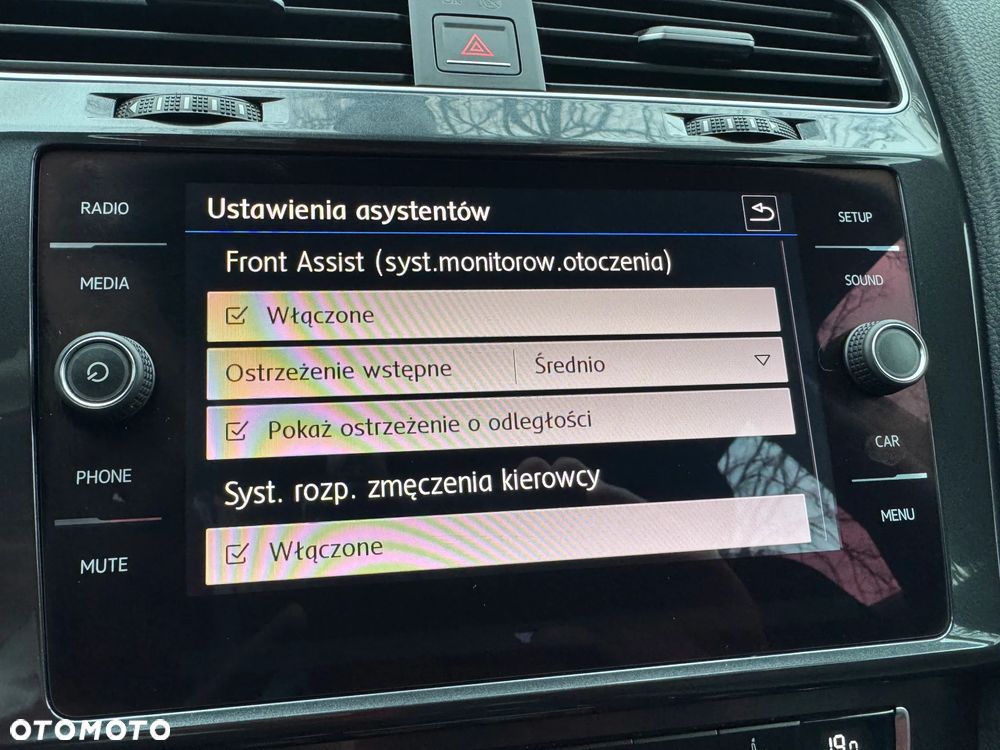 RADIO
MEDIA
PHONE
MUTE
Ustawienia asystentów
Front Assist (syst.monitorow.otoczenia)
Włączone
Ostrzeżenie wstępne Średnio
Pokaż ostrzeżenie o odległości
Syst. rozp. zmęczenia kierowcy
Włączone
SETUP
SOUND
CAR
MENU
OTOMOTO